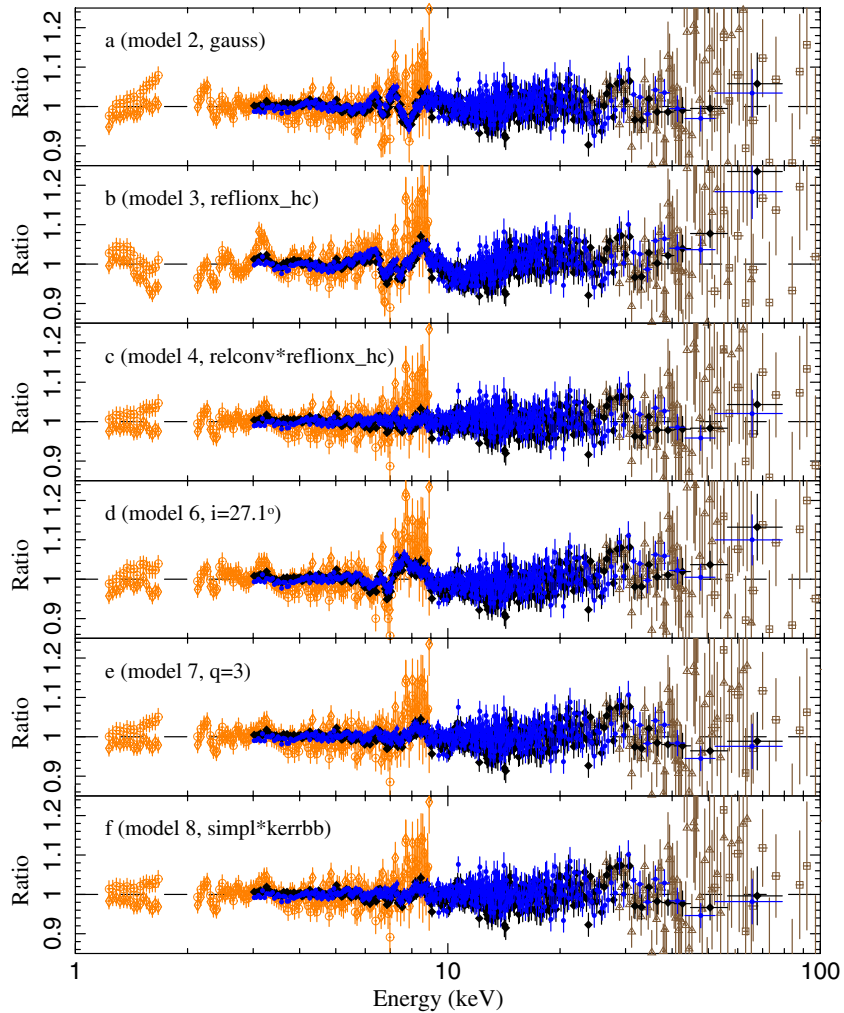 1.2
1.1
1
0.9
Ratio
a (model 2, gauss)
1.2
1.1
1
0.9
Ratio
b (model 3, reflionx_hc)
1.2
1.1
1
0.9
Ratio
c (model 4, relconv*reflionx_hc)
1.2
1.1
1
0.9
Ratio
d (model 6, i=27.1º)
1.2
1.1
1
0.9
Ratio
e (model 7, q=3)
1.2
1.1
1
0.9
Ratio
f (model 8, simpl*kerrbb)
1 10 100
Energy (keV)